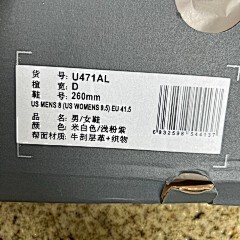 货 号: U471AL
楦 宽: D
鞋 号: 260mm
US MENS 8 (US WOMENS 9.5) EU 41.5
品 名: 男/女鞋
颜 色: 米白色/浅粉紫
帮面材质: 牛剖层革+织物